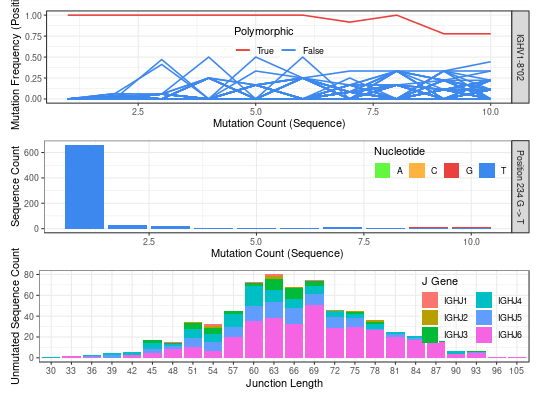 Mutation Frequency (Positi
1.00
0.75
0.50
0.25
0.00
Polymorphic
True False
2.5 5.0 7.5 10.0
Mutation Count (Sequence)
IGHV1-8*02
Sequence Count
600
400
200
0
Nucleotide
A C G T
2.5 5.0 7.5 10.0
Mutation Count (Sequence)
Position 234 G -> T
Unmutated Sequence Count
80
60
40
20
0
J Gene
IGHJ1 IGHJ4
IGHJ2 IGHJ5
IGHJ3 IGHJ6
30 33 36 39 42 45 48 51 54 57 60 63 66 69 72 75 78 81 84 87 90 93 96 105
Junction Length